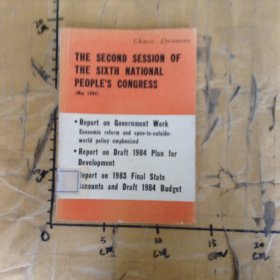 Chinese Documents
THE SECOND SESSION OF
THE SIXTH NATIONAL
PEOPLE'S CONGRESS
(May 1984)
• Report on Government Work
Economic reform and open-to-outside-
world policy emphasized
• Report on Draft 1984 Plan for
Development
Report on 1983 Final State
Accounts and Draft 1984 Budget
0
5
10
15
20
CM